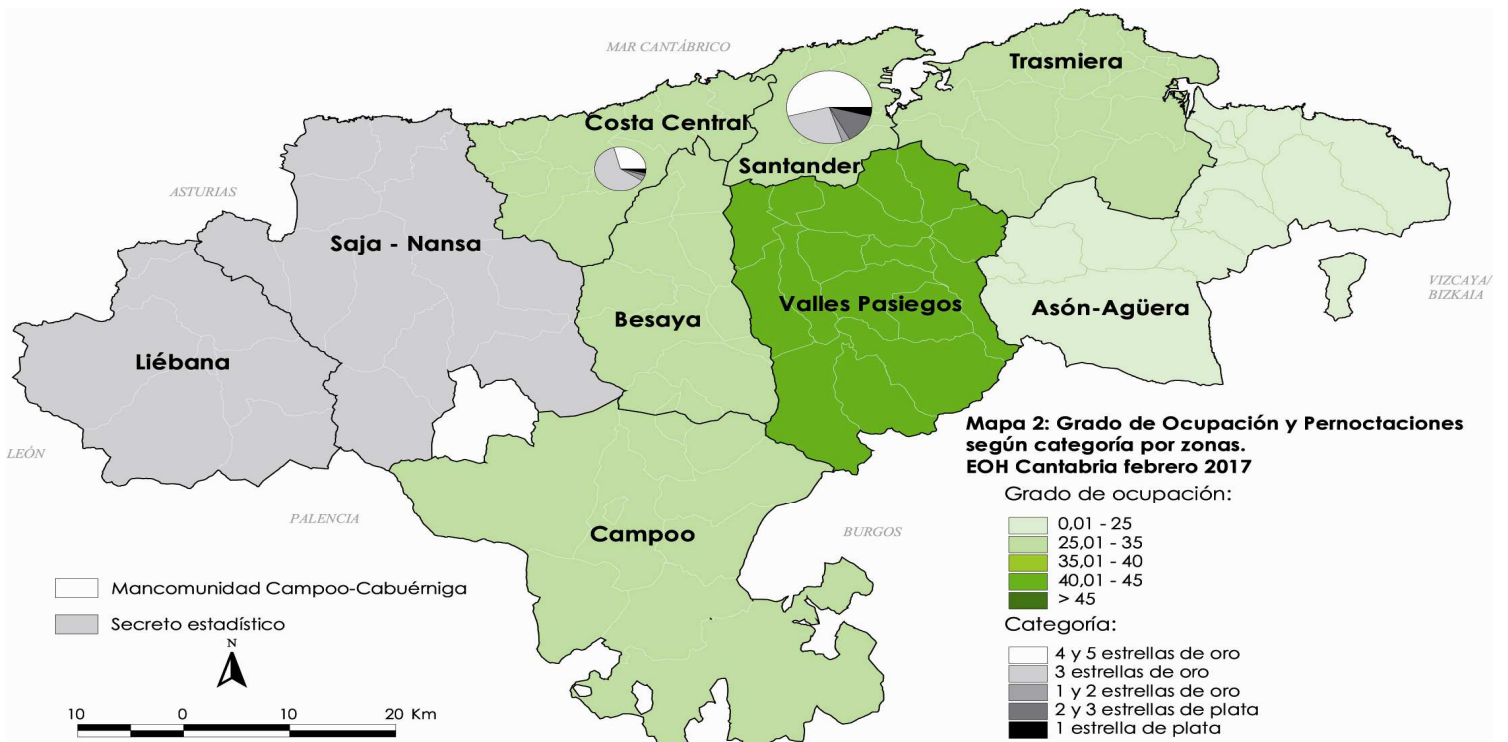 MAR CANTÁBRICO
Trasmiera
Costa Central
Santander
ASTURIAS
Saja - Nansa
VIZCAYA/
BIZKAIA
Valles Pasiegos
Asón-Agüera
Besaya
Liébana
Mapa 2: Grado de Ocupación y Pernoctaciones
según categoría por zonas.
EOH Cantabria febrero 2017
LEÓN
PALENCIA
BURGOS
Campoo
Grado de ocupación:
0,01 - 25
25,01 - 35
35,01 - 40
40,01 - 45
> 45
Categoría:
4 y 5 estrellas de oro
3 estrellas de oro
1 y 2 estrellas de oro
2 y 3 estrellas de plata
1 estrella de plata
Mancomunidad Campoo-Cabuérniga
Secreto estadístico
N
10 0 10 20 Km